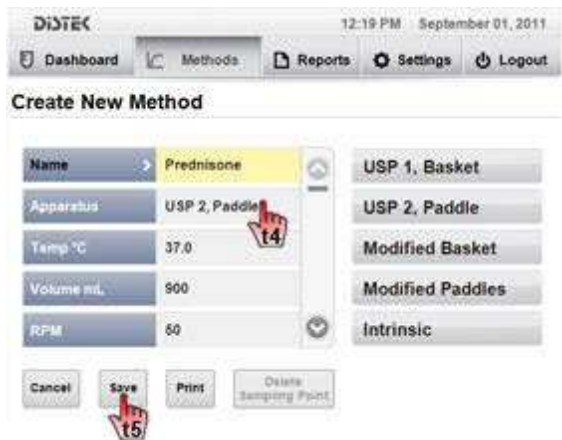 DISTEK
12:19 PM September 01, 2011
Dashboard Methods Reports Settings Logout
Create New Method
Name Prednisone
Apparatus USP 2, Paddle
Temp °C 37.0
Volume mL 900
RPM 50
USP 1, Basket
USP 2, Paddle
Modified Basket
Modified Paddles
Intrinsic
t4
Cancel Save Print Delete Sampling Point
t5